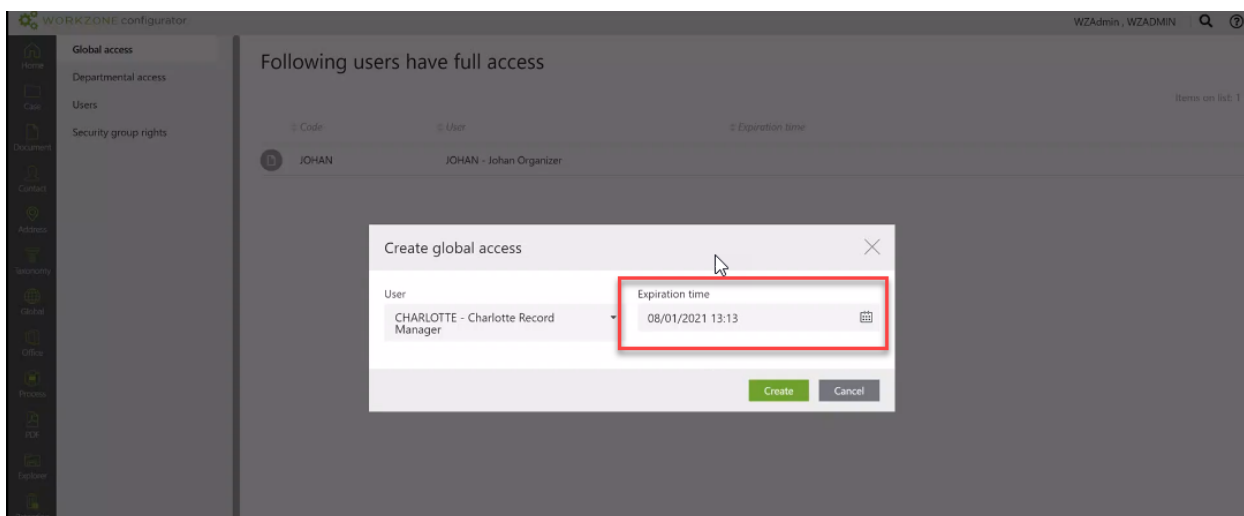 WORKZONE configurator
WZAdmin , WZADMIN
Home
Case
Document
Contact
Address
Taxonomy
Global
Office
Process
PDF
Explorer
Global access
Departmental access
Users
Security group rights
Following users have full access
Items on list: 1
Code User Expiration time
JOHAN JOHAN - Johan Organizer
Create global access
User
CHARLOTTE - Charlotte Record
Manager
Expiration time
08/01/2021 13:13
Create Cancel